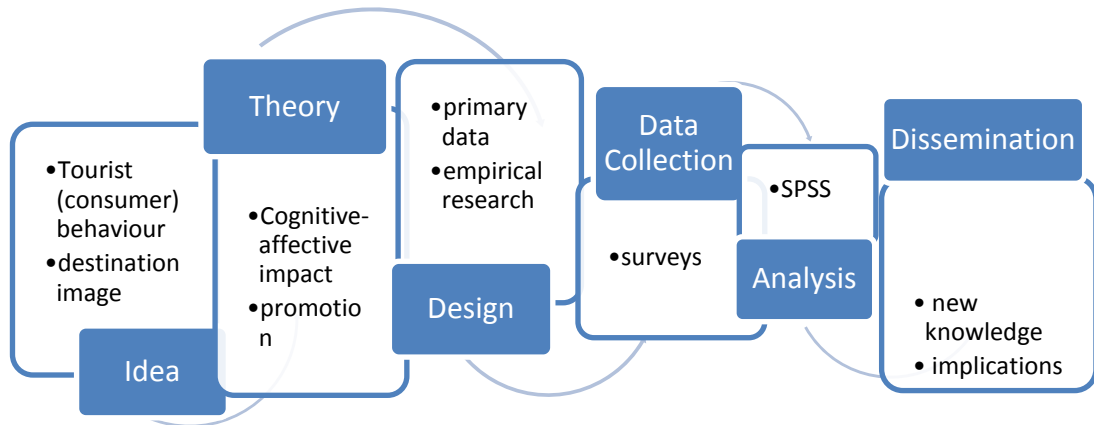 •Tourist
(consumer)
behaviour
•destination
image
Idea
Theory
•Cognitive-
affective
impact
•promotio
n
•primary
data
•empirical
research
Design
Data
Collection
•surveys
•SPSS
Analysis
Dissemination
• new
knowledge
• implications